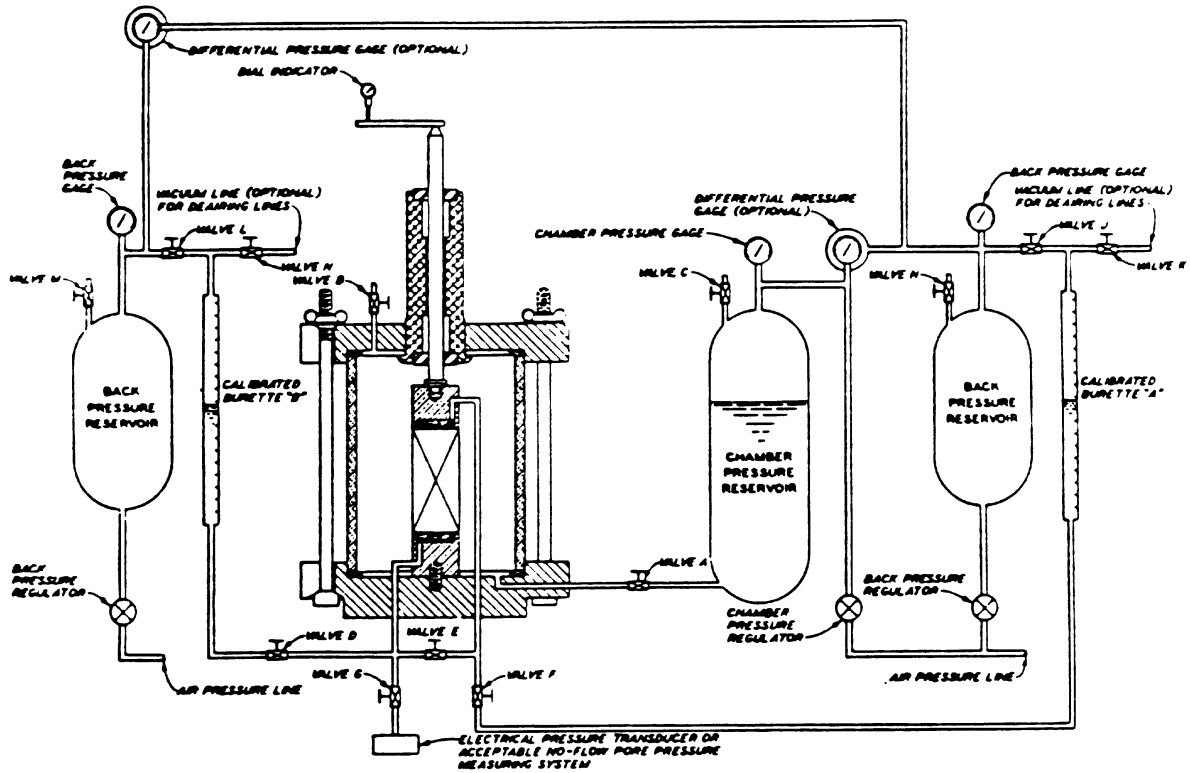 DIFFERENTIAL PRESSURE GAGE (OPTIONAL)
DIAL INDICATOR
BACK
PRESSURE
GAGE
VACUUM LINE (OPTIONAL)
FOR DEAIRING LINES
VALVE L
VALVE M
VALVE N
VALVE B
BACK
PRESSURE
RESERVOIR
CALIBRATED
BURETTE "B"
BACK
PRESSURE
REGULATOR
AIR PRESSURE LINE
VALVE D
VALVE E
VALVE G
VALVE F
ELECTRICAL PRESSURE TRANSDUCER OR
ACCEPTABLE NO-FLOW PORE PRESSURE
MEASURING SYSTEM
DIFFERENTIAL PRESSURE
GAGE (OPTIONAL)
CHAMBER PRESSURE GAGE
VALVE C
CHAMBER
PRESSURE
RESERVOIR
VALVE A
CHAMBER
PRESSURE
REGULATOR
BACK PRESSURE GAGE
VACUUM LINE (OPTIONAL)
FOR DEAIRING LINES
VALVE J
VALVE K
VALVE H
BACK
PRESSURE
RESERVOIR
CALIBRATED
BURETTE "A"
BACK PRESSURE
REGULATOR
AIR PRESSURE LINE